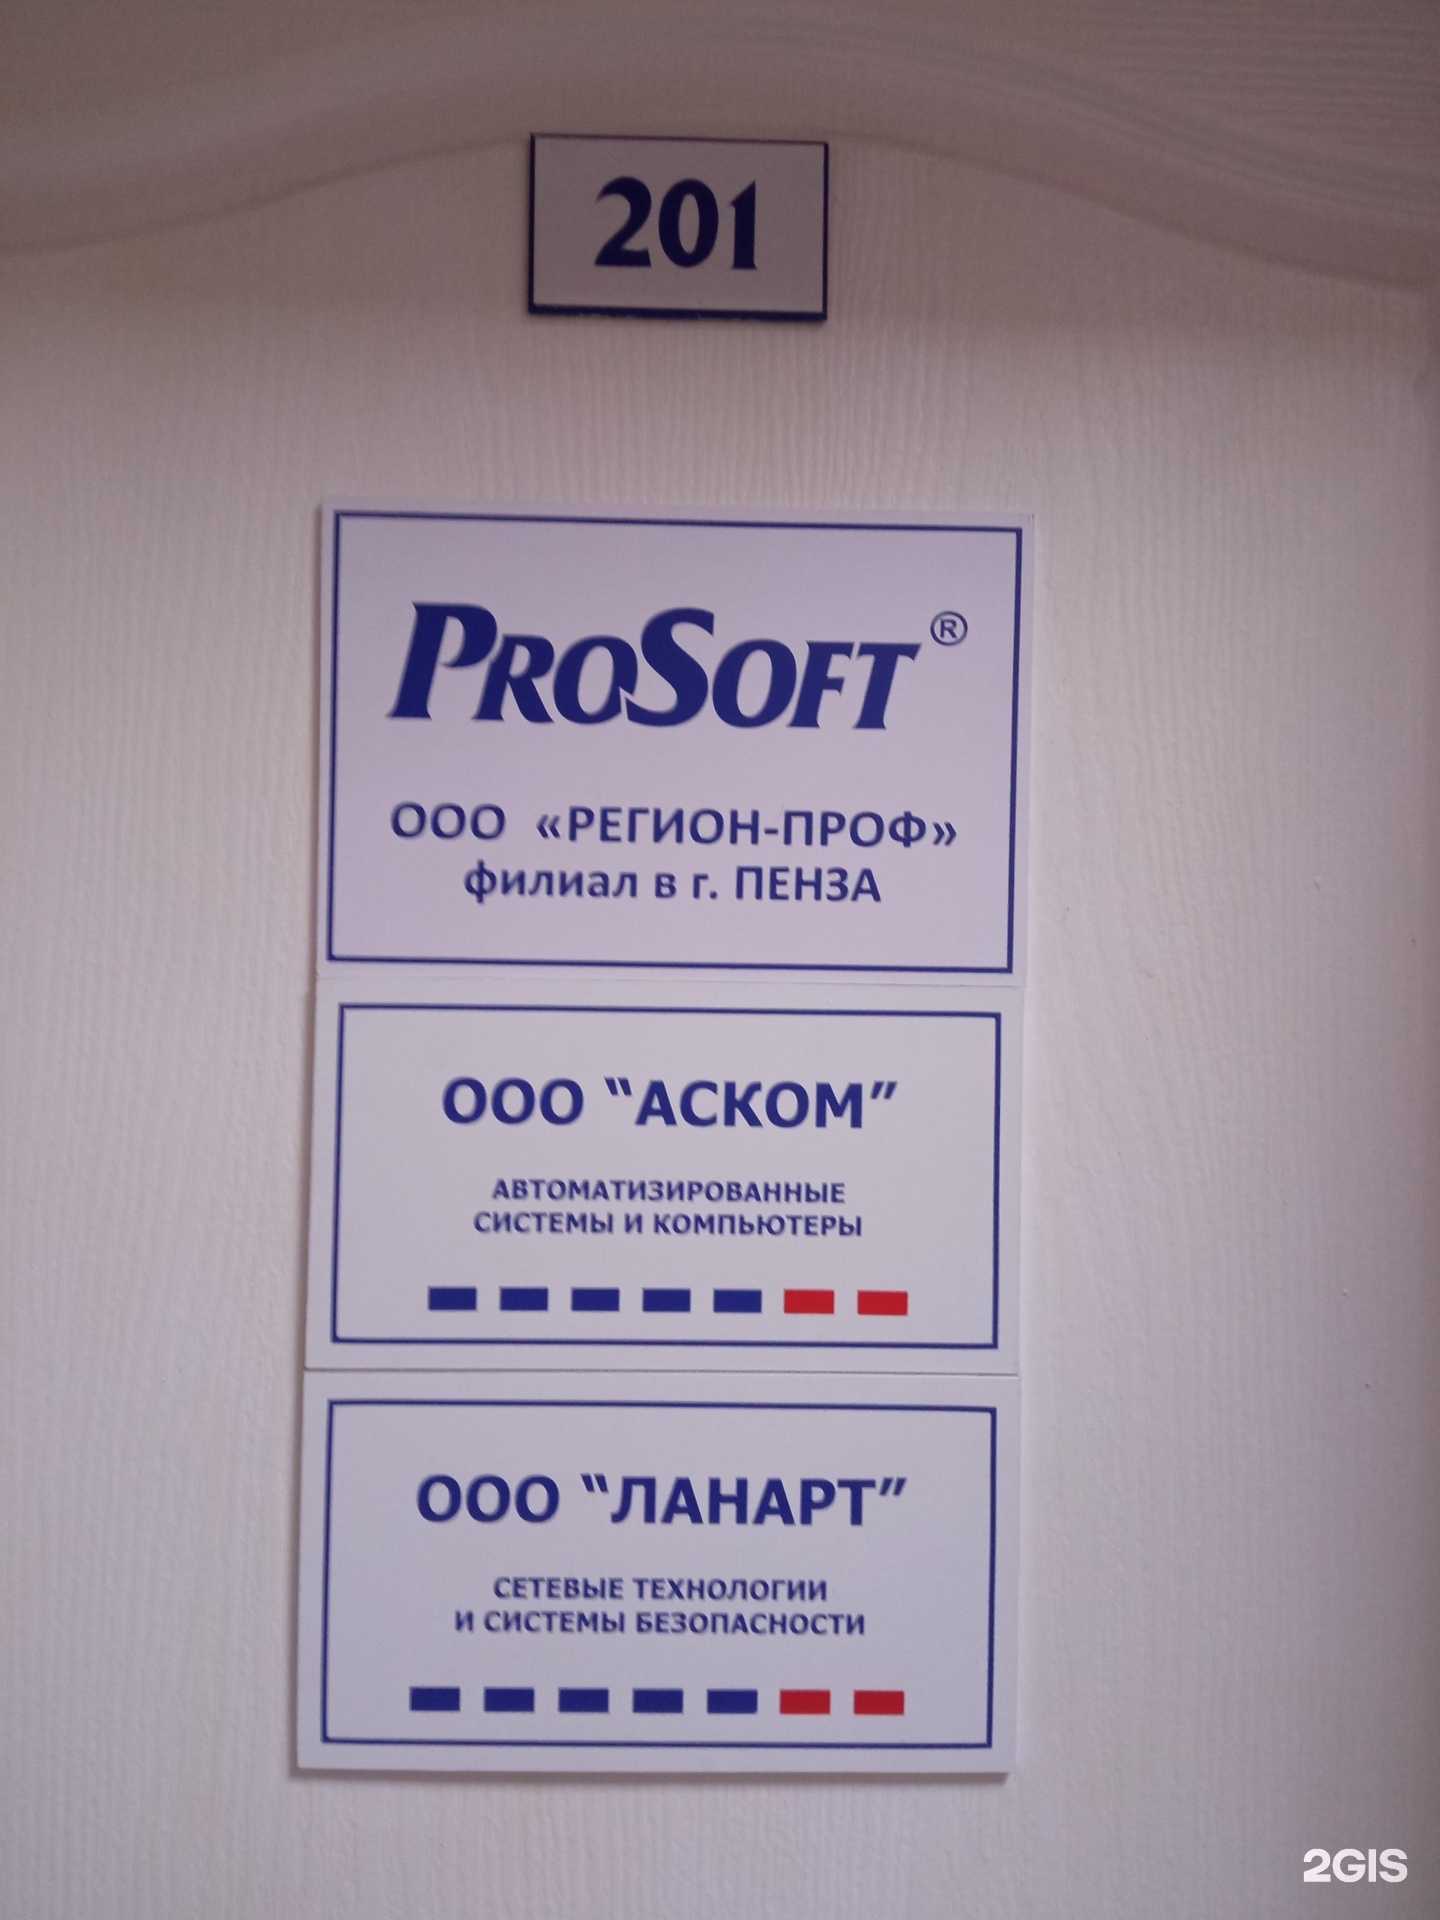 201
PROSOFT®
ООО «РЕГИОН-ПРОФ»
филиал в г. ПЕНЗА
ООО "АСКОМ"
АВТОМАТИЗИРОВАННЫЕ
СИСТЕМЫ И КОМПЬЮТЕРЫ
ООО "ЛАНАРТ"
СЕТЕВЫЕ ТЕХНОЛОГИИ
И СИСТЕМЫ БЕЗОПАСНОСТИ
2GIS